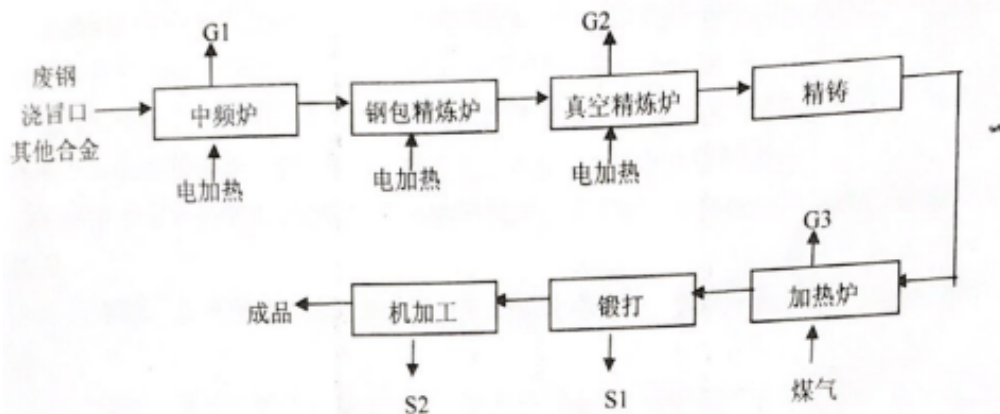 G1
G2
废钢
浇冒口
其他合金
中频炉
钢包精炼炉
真空精炼炉
精铸
电加热
电加热
电加热
G3
成品
机加工
锻打
加热炉
S2
S1
煤气